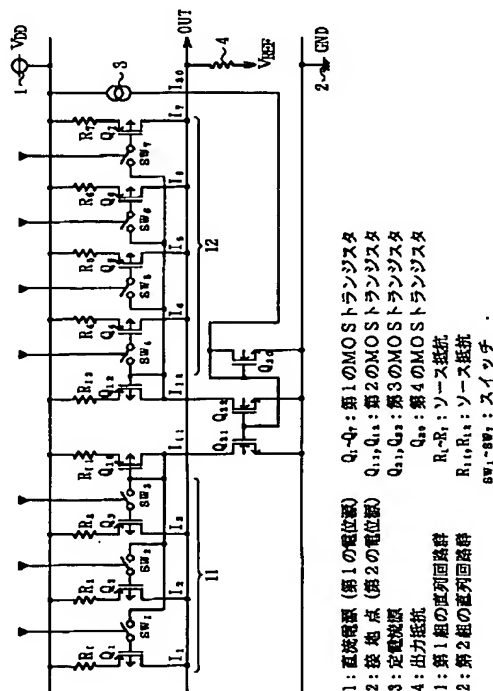 1 V_DD
OUT
2 GND
3
4
V_REF
R_1 R_2 R_3 R_11 R_12 R_4 R_5 R_6 R_7
Q_1 Q_2 Q_3 Q_11 Q_12 Q_4 Q_5 Q_6 Q_7
SW_1 SW_2 SW_3 SW_4 SW_5 SW_6 SW_7
I_1 I_2 I_3 I_11 I_12 I_4 I_5 I_6 I_7 I_20
11 12
Q_21 Q_22 Q_20
1:直流電源(第1の電位源)
2:接地点(第2の電位源)
3:定電流源
4:出力抵抗
1:第1組の直列回路群
2:第2組の直列回路群
Q_1~Q_7:第1のMOSトランジスタ
Q_11,Q_12:第2のMOSトランジスタ
Q_21,Q_22:第3のMOSトランジスタ
Q_20:第4のMOSトランジスタ
R_1~R_7:ソース抵抗
R_11,R_12:ソース抵抗
SW_1~SW_7:スイッチ